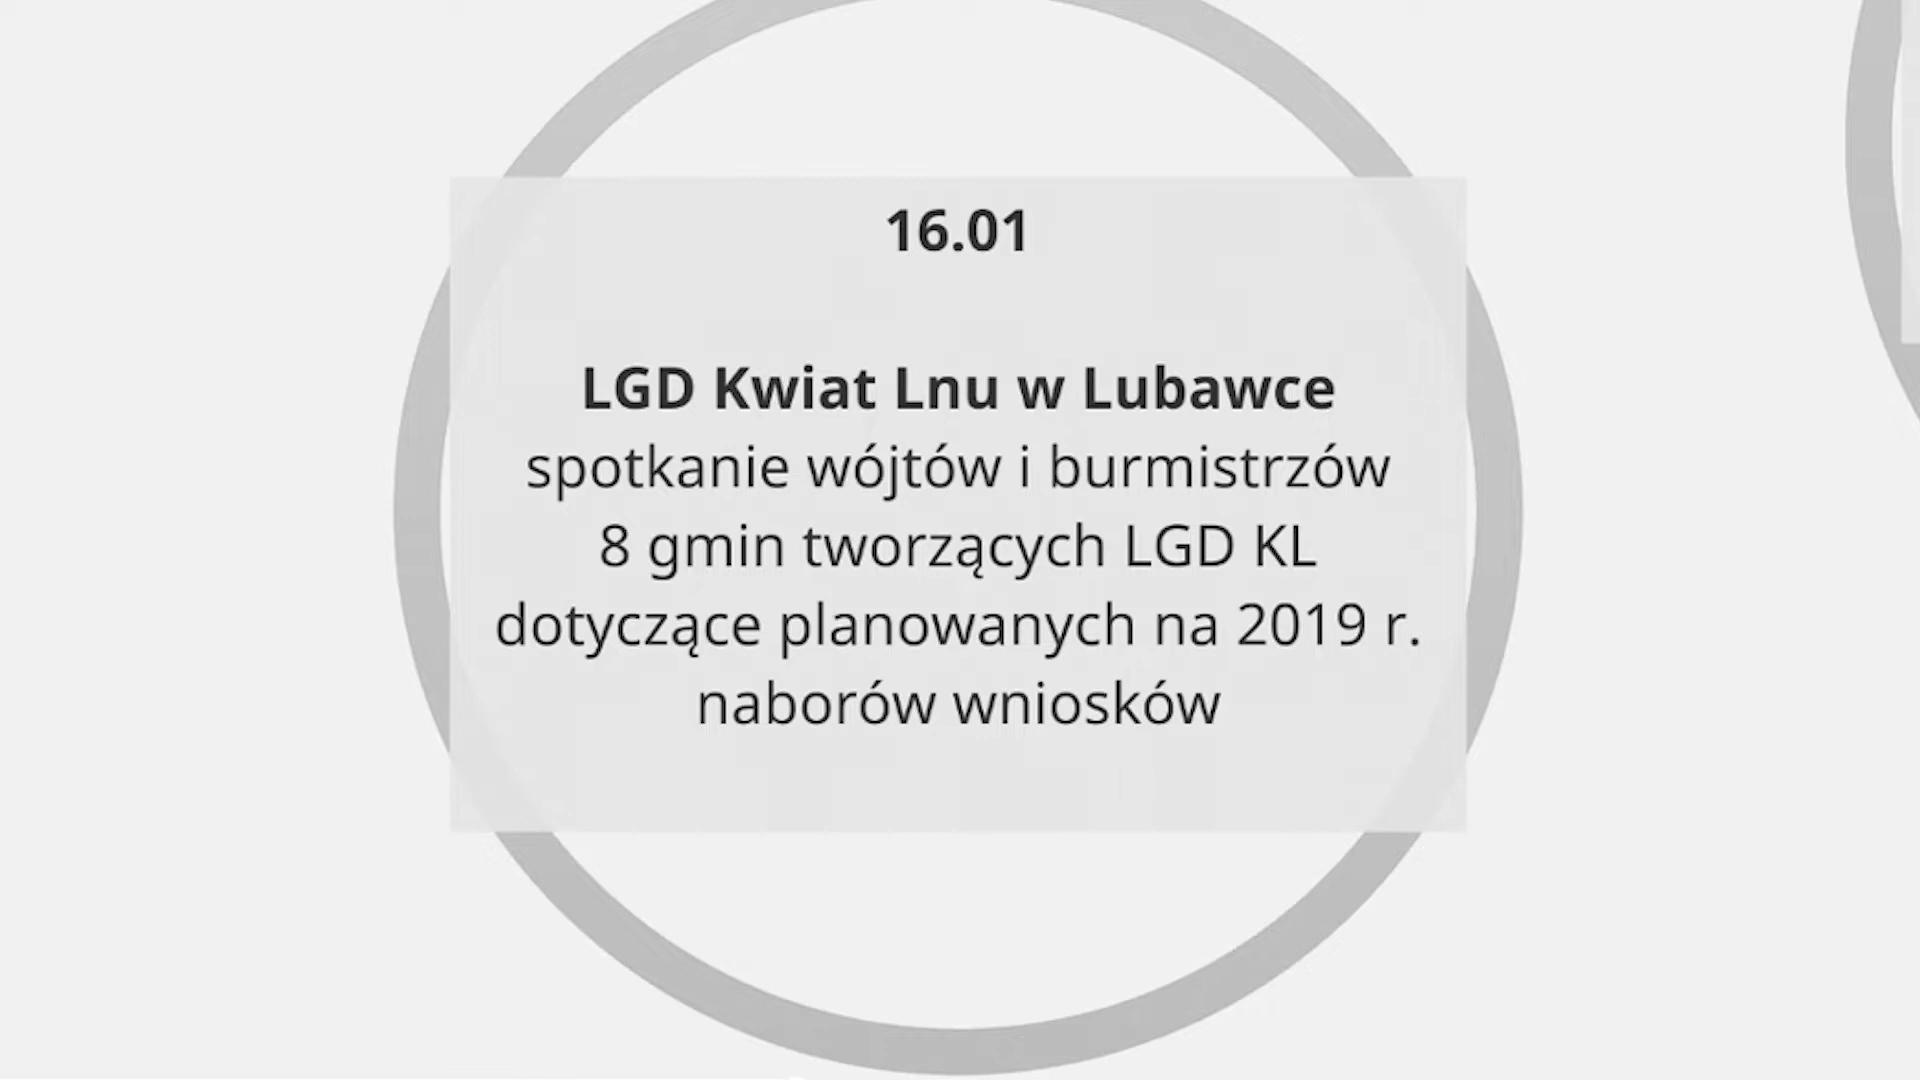 16.01
LGD Kwiat Lnu w Lubawce
spotkanie wójtów i burmistrzów
8 gmin tworzących LGD KL
dotyczące planowanych na 2019 r.
naborów wniosków